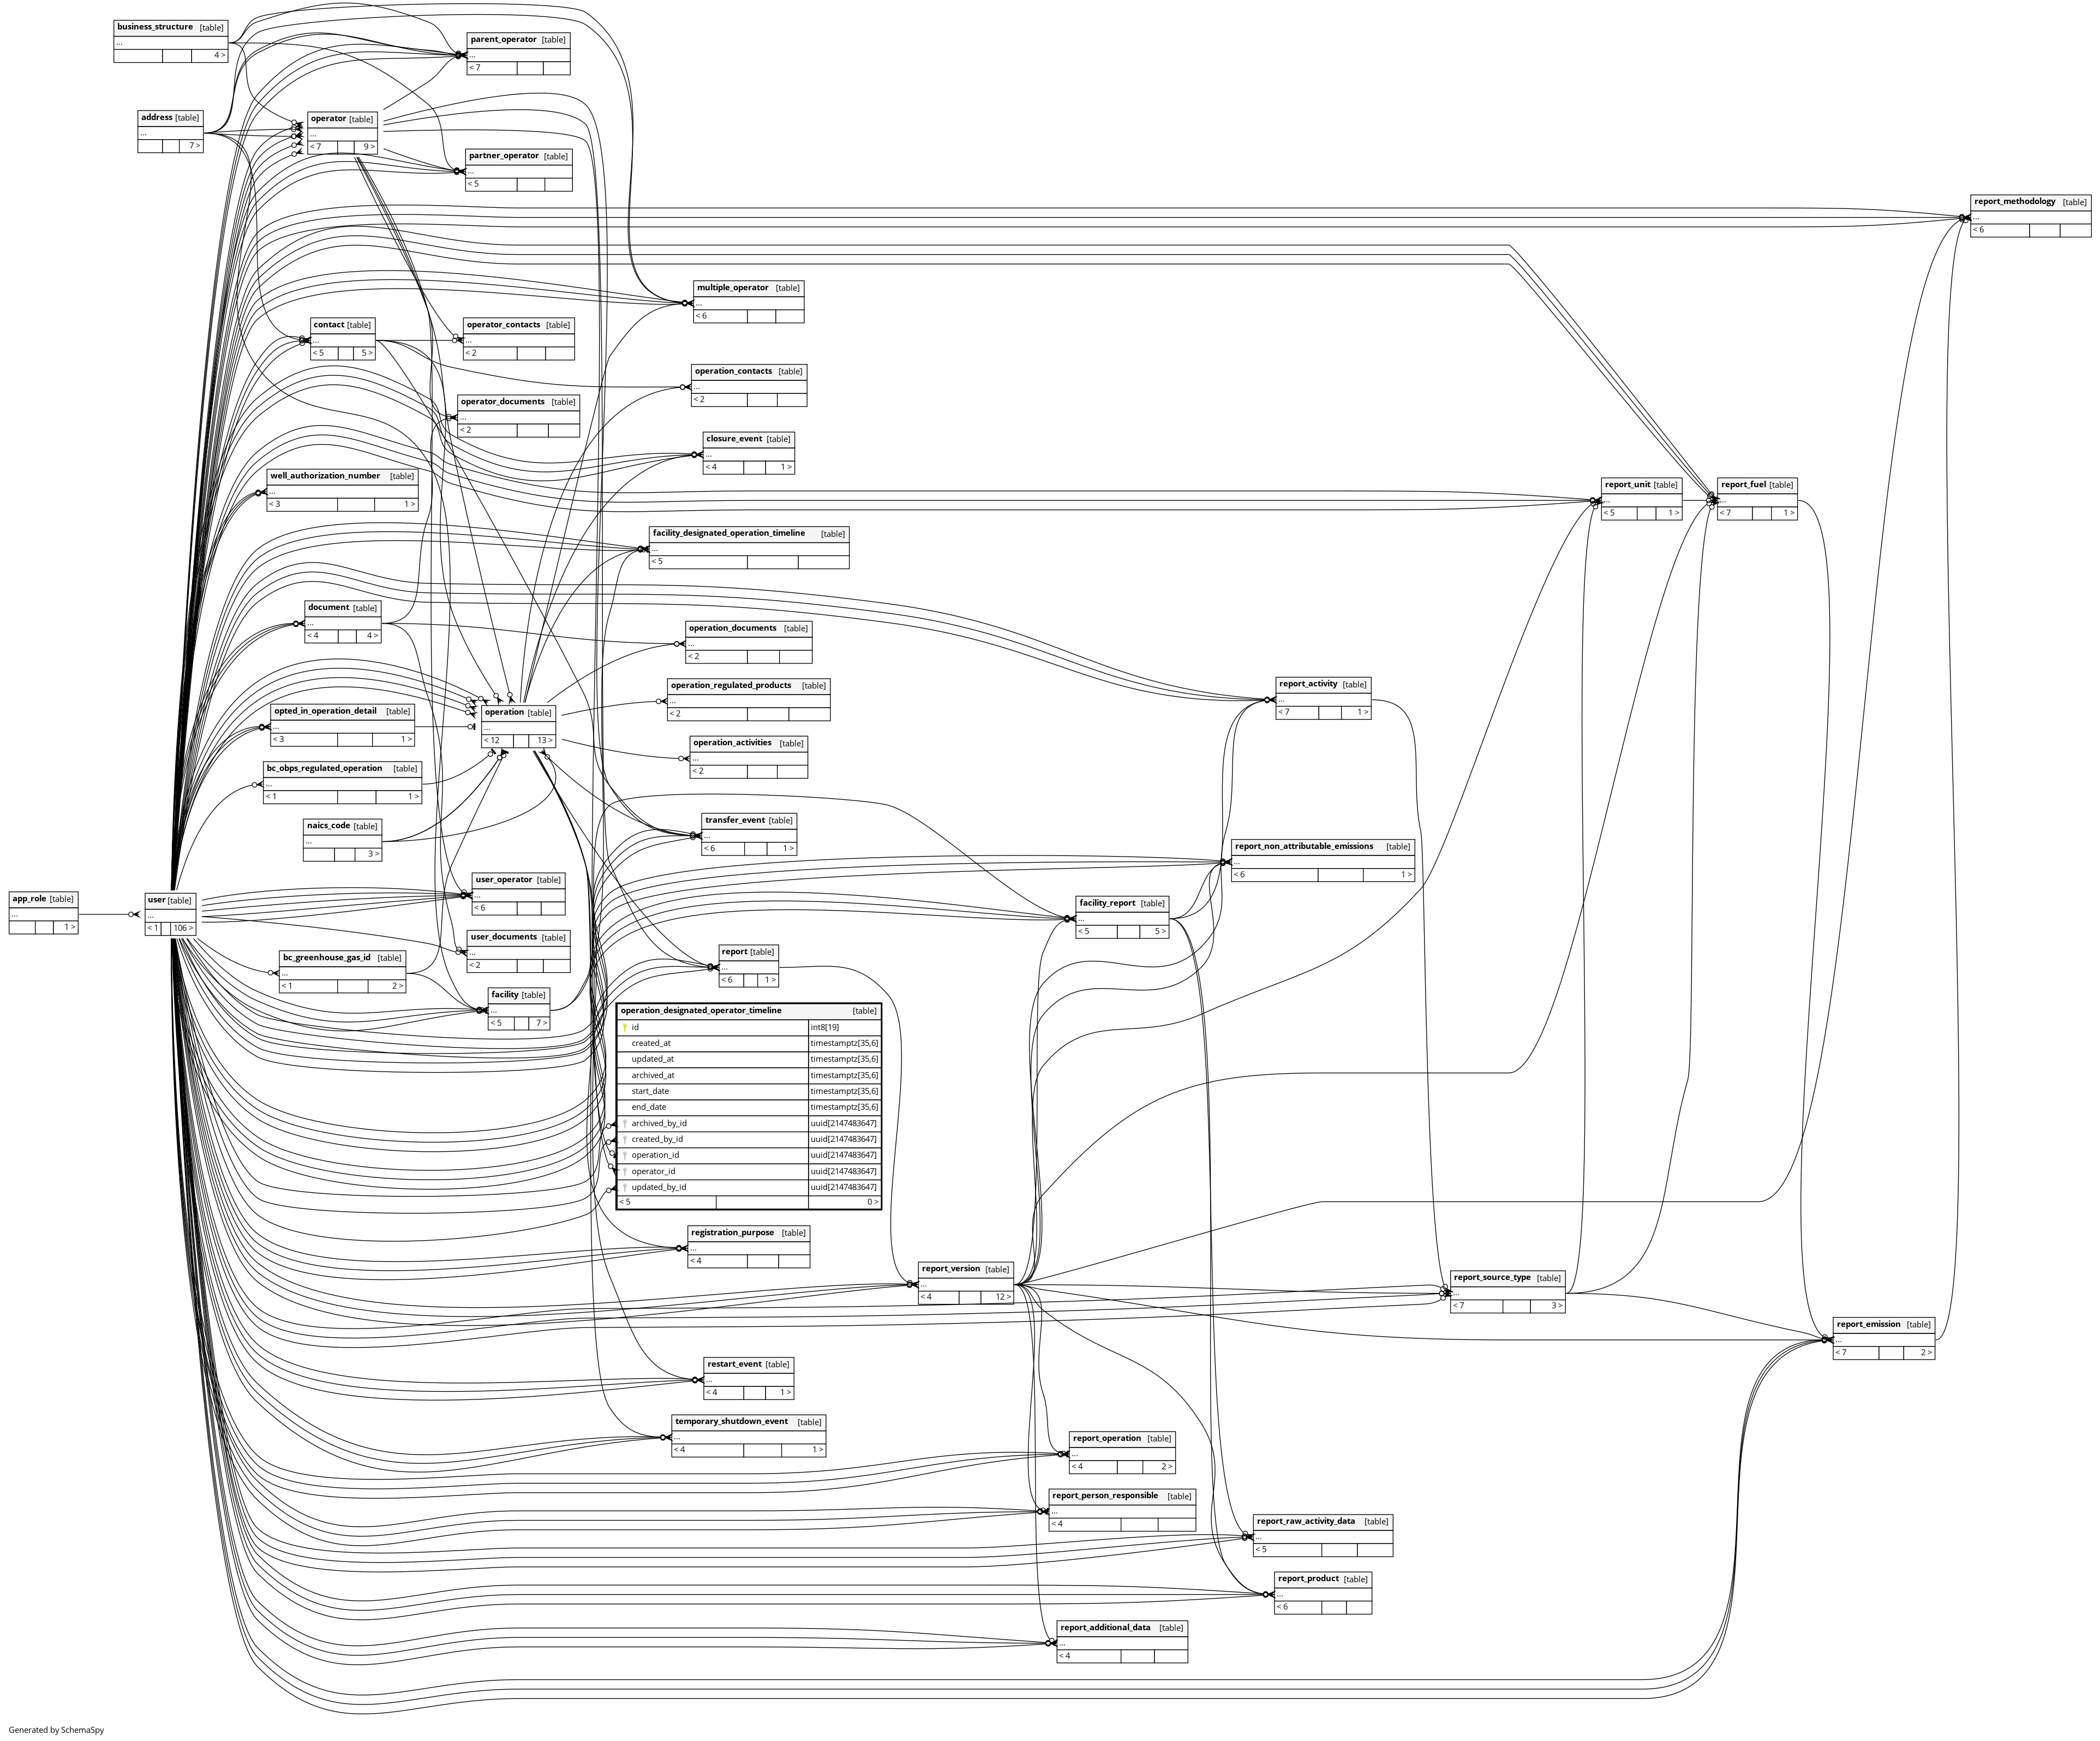 business_structure [table]
...
4 >
parent_operator [table]
...
< 7
address [table]
...
7 >
operator [table]
...
< 7 9 >
partner_operator [table]
...
< 5
report_methodology [table]
...
< 6
multiple_operator [table]
...
< 6
contact [table]
...
< 5 5 >
operator_contacts [table]
...
< 2
operation_contacts [table]
...
< 2
operator_documents [table]
...
< 2
closure_event [table]
...
< 4 1 >
well_authorization_number [table]
...
< 3 1 >
report_unit [table]
...
< 5 1 >
report_fuel [table]
...
< 7 1 >
facility_designated_operation_timeline [table]
...
< 5
document [table]
...
< 4 4 >
operation_documents [table]
...
< 2
operation_regulated_products [table]
...
< 2
report_activity [table]
...
< 7 1 >
opted_in_operation_detail [table]
...
< 3 1 >
operation [table]
...
< 12 13 >
operation_activities [table]
...
< 2
bc_obps_regulated_operation [table]
...
< 1 1 >
naics_code [table]
...
3 >
transfer_event [table]
...
< 6 1 >
report_non_attributable_emissions [table]
...
< 6 1 >
app_role [table]
...
1 >
user [table]
...
< 1 106 >
user_operator [table]
...
< 6
facility_report [table]
...
< 5 5 >
user_documents [table]
...
< 2
bc_greenhouse_gas_id [table]
...
< 1 2 >
report [table]
...
< 6 1 >
facility [table]
...
< 5 7 >
operation_designated_operator_timeline [table]
id int8[19]
created_at timestamptz[35,6]
updated_at timestamptz[35,6]
archived_at timestamptz[35,6]
start_date timestamptz[35,6]
end_date timestamptz[35,6]
archived_by_id uuid[2147483647]
created_by_id uuid[2147483647]
operation_id uuid[2147483647]
operator_id uuid[2147483647]
updated_by_id uuid[2147483647]
< 5 0 >
registration_purpose [table]
...
< 4
report_version [table]
...
< 4 12 >
report_source_type [table]
...
< 7 3 >
report_emission [table]
...
< 7 2 >
restart_event [table]
...
< 4 1 >
temporary_shutdown_event [table]
...
< 4 1 >
report_operation [table]
...
< 4 2 >
report_person_responsible [table]
...
< 4
report_raw_activity_data [table]
...
< 5
report_product [table]
...
< 6
report_additional_data [table]
...
< 4
Generated by SchemaSpy